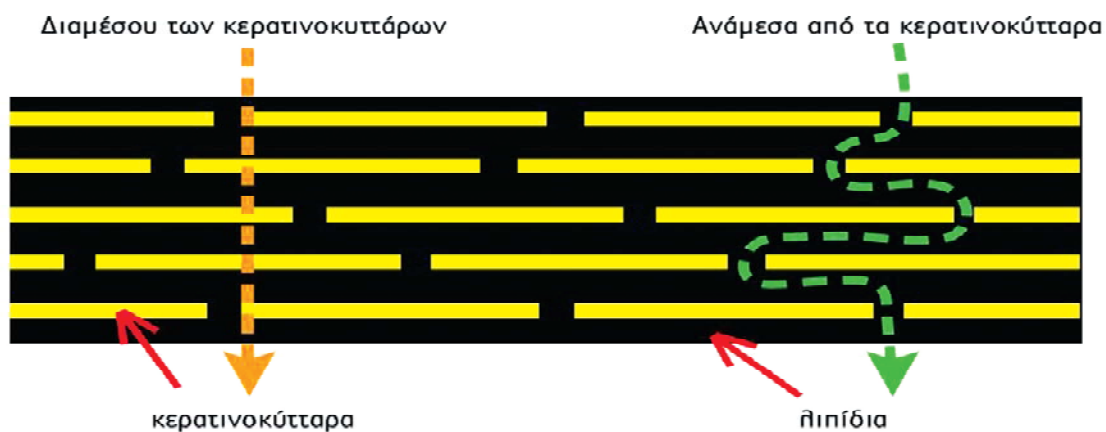 Διαμέσου των κερατινοκυττάρων
Ανάμεσα από τα κερατινοκύτταρα
κερατινοκύτταρα
λιπίδια